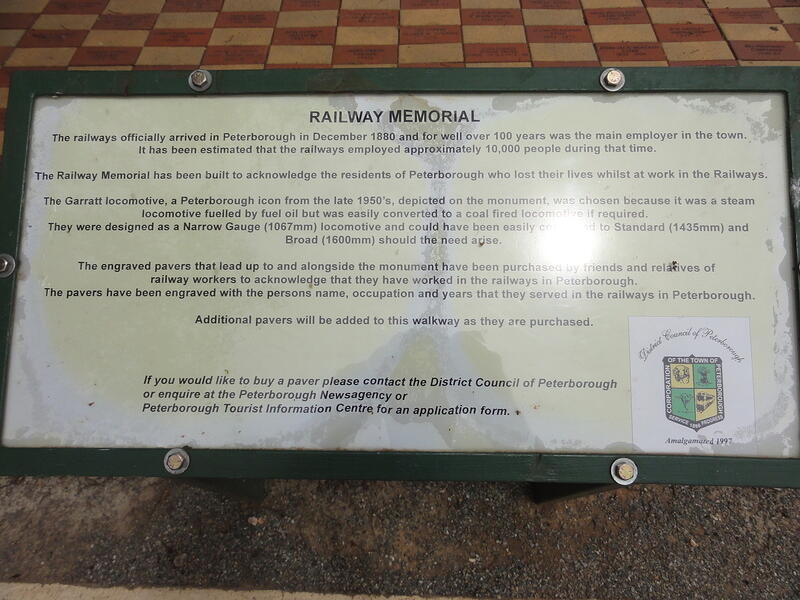 RAILWAY MEMORIAL
The railways officially arrived in Peterborough in December 1880 and for well over 100 years was the main employer in the town.
It has been estimated that the railways employed approximately 10,000 people during that time.
The Railway Memorial has been built to acknowledge the residents of Peterborough who lost their lives whilst at work in the Railways.
The Garratt locomotive, a Peterborough icon from the late 1950's, depicted on the monument, was chosen because it was a steam
locomotive fuelled by fuel oil but was easily converted to a coal fired locomotive if required.
They were designed as a Narrow Gauge (1067mm) locomotive and could have been easily to Standard (1435mm) and
Broad (1600mm) should the need arise.
The engraved pavers that lead up to and alongside the monument have been purchased by friends and relatives of
railway workers to acknowledge that they have worked in the railways in Peterborough.
The pavers have been engraved with the persons name, occupation and years that they served in the railways in Peterborough.
Additional pavers will be added to this walkway as they are purchased.
If you would like to buy a paver please contact the District Council of Peterborough
or enquire at the Peterborough Newsagency or
Peterborough Tourist Information Centre for an application form.
District Council of Peterborough
CORPORATION OF THE TOWN OF PETERBOROUGH
SERVICE 1886 PROGRESS
Amalgamated 1997